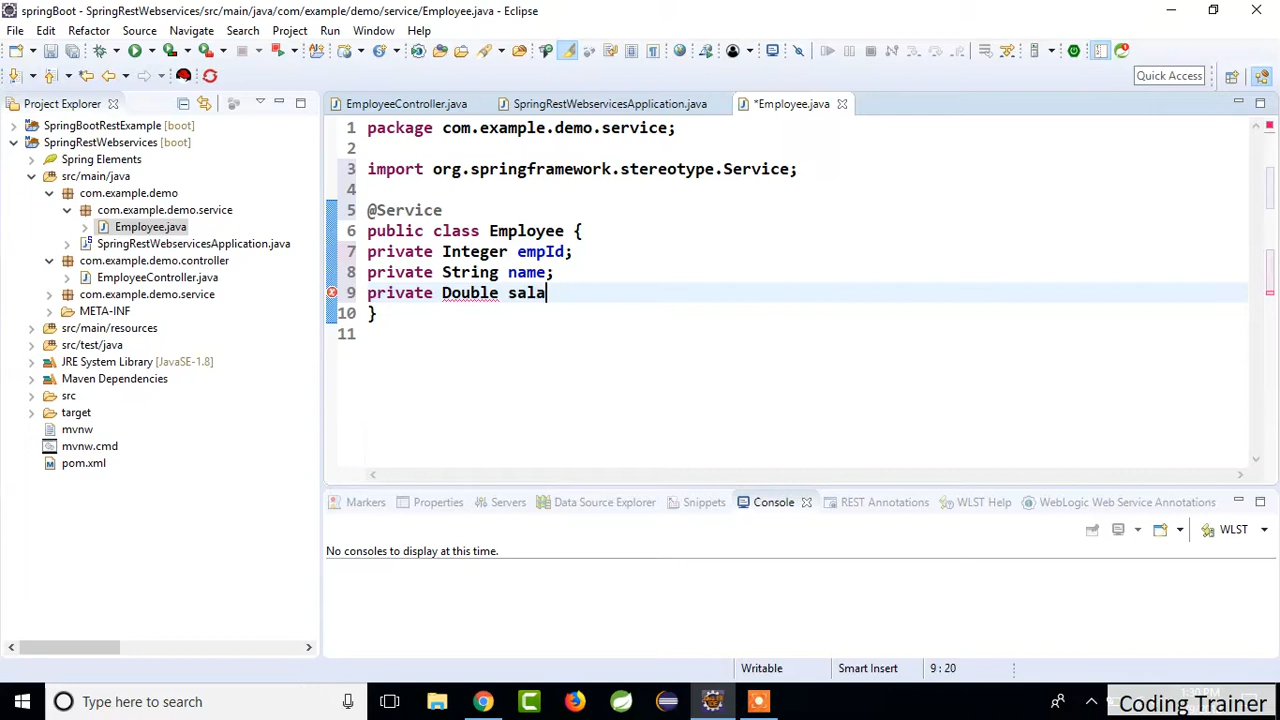 springBoot - SpringRestWebservices/src/main/java/com/example/demo/service/Employee.java - Eclipse
File Edit Refactor Source Navigate Search Project Run Window Help
Quick Access
Project Explorer
SpringBootRestExample [boot]
SpringRestWebservices [boot]
Spring Elements
src/main/java
com.example.demo
com.example.demo.service
Employee.java
SpringRestWebservicesApplication.java
com.example.demo.controller
EmployeeController.java
com.example.demo.service
META-INF
src/main/resources
src/test/java
JRE System Library [JavaSE-1.8]
Maven Dependencies
src
target
mvnw
mvnw.cmd
pom.xml
EmployeeController.java SpringRestWebservicesApplication.java *Employee.java
1 package com.example.demo.service;
2
3 import org.springframework.stereotype.Service;
4
5 @Service
6 public class Employee {
7 private Integer empId;
8 private String name;
9 private Double sala
10 }
11
Markers Properties Servers Data Source Explorer Snippets Console REST Annotations WLST Help WebLogic Web Service Annotations
WLST
No consoles to display at this time.
Writable Smart Insert 9 : 20
Type here to search
Coding Trainer